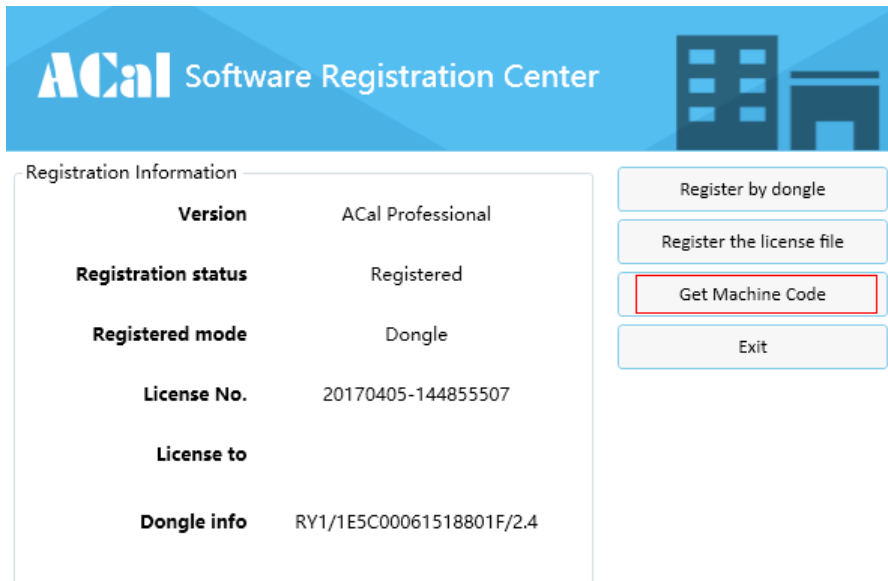 ACal Software Registration Center
Registration Information
Version ACal Professional
Registration status Registered
Registered mode Dongle
License No. 20170405-144855507
License to
Dongle info RY1/1E5C00061518801F/2.4
Register by dongle
Register the license file
Get Machine Code
Exit